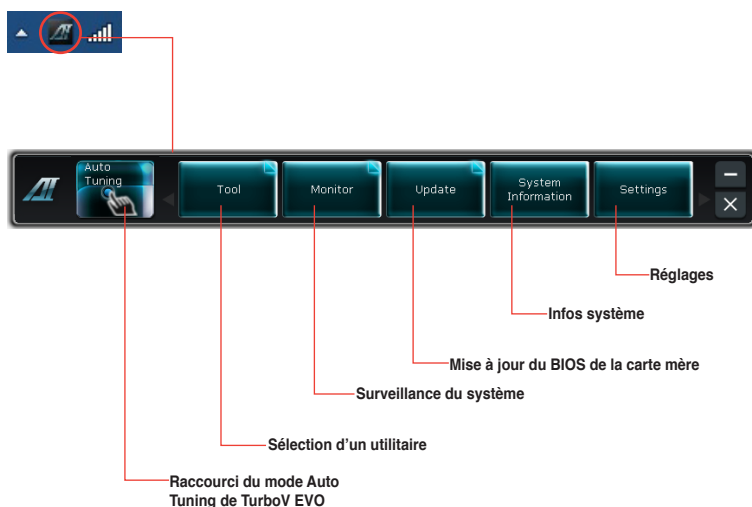 Auto
Tuning
Tool
Monitor
Update
System
Information
Settings
Réglages
Infos système
Mise à jour du BIOS de la carte mère
Surveillance du système
Sélection d’un utilitaire
Raccourci du mode Auto
Tuning de TurboV EVO